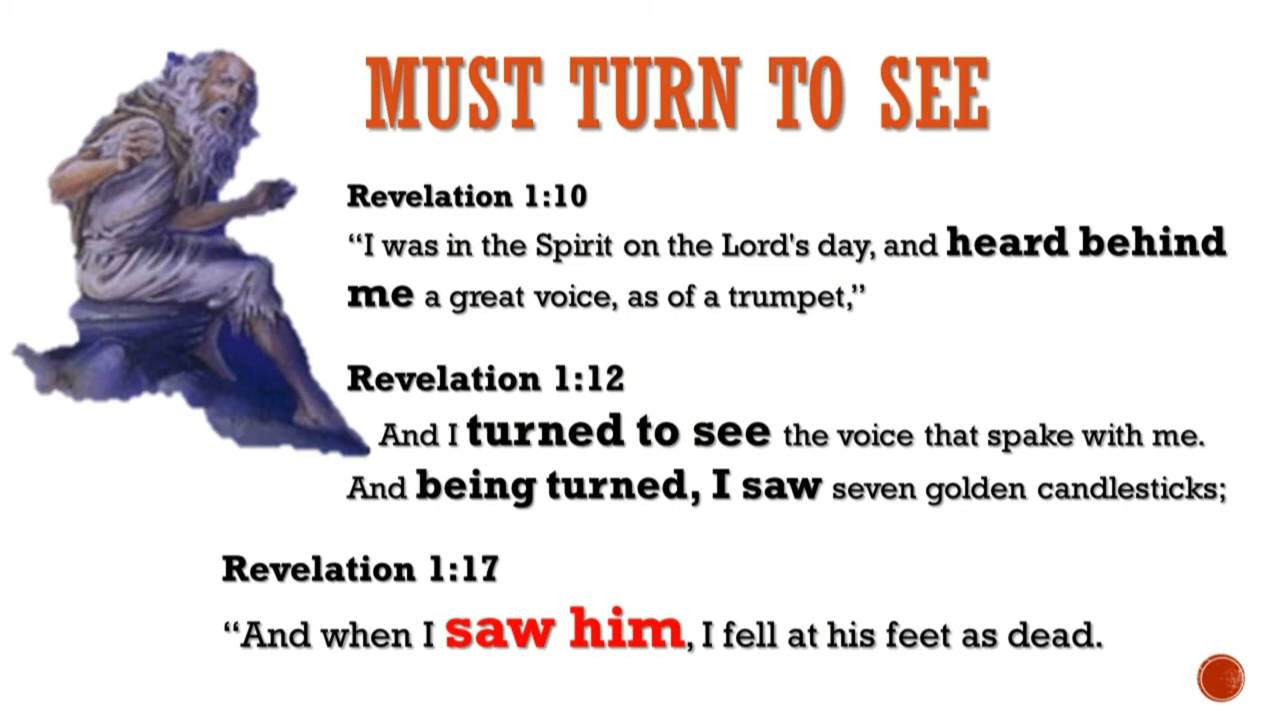 MUST TURN TO SEE
Revelation 1:10
“I was in the Spirit on the Lord's day, and heard behind
me a great voice, as of a trumpet,”
Revelation 1:12
And I turned to see the voice that spake with me.
And being turned, I saw seven golden candlesticks;
Revelation 1:17
“And when I saw him, I fell at his feet as dead.